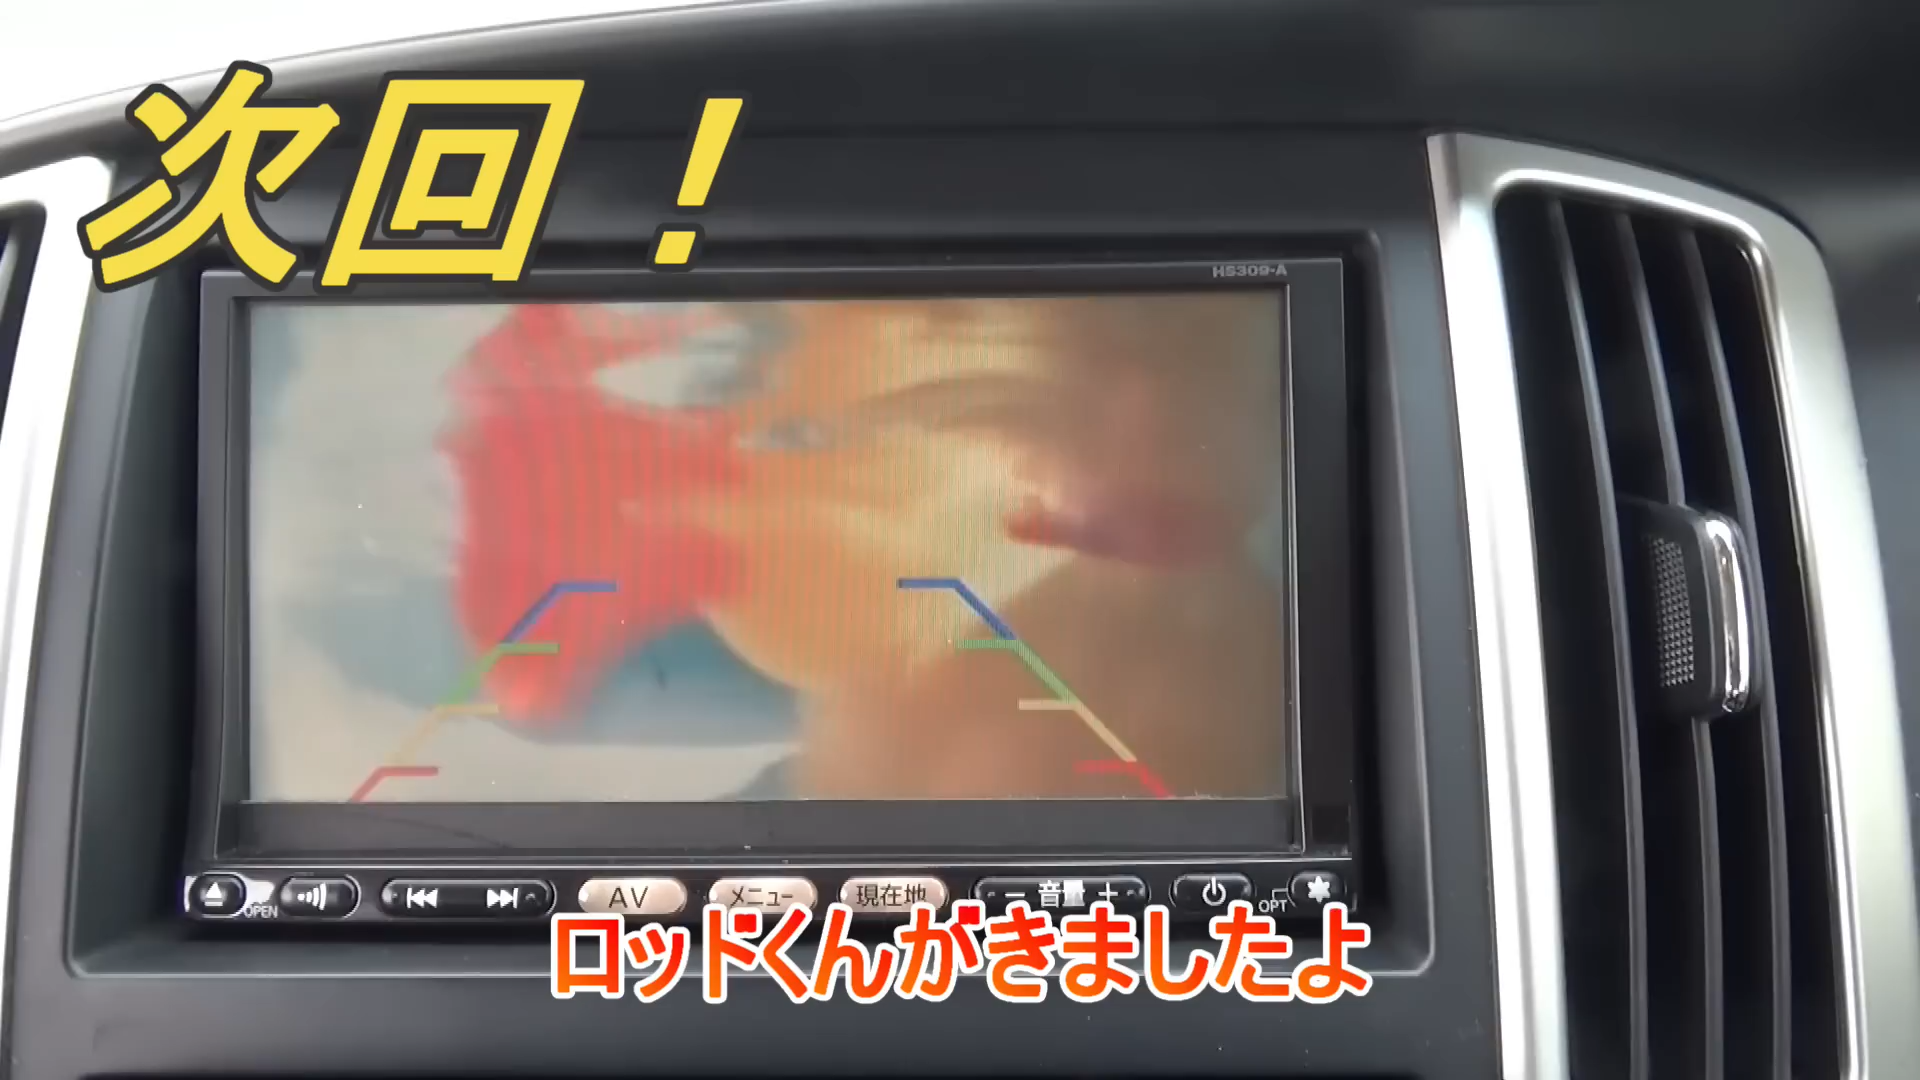 次回！
HS309-A
OPEN
AV
メニュー
現在地
− 音量 +
OPT
ロッドくんがきましたよ